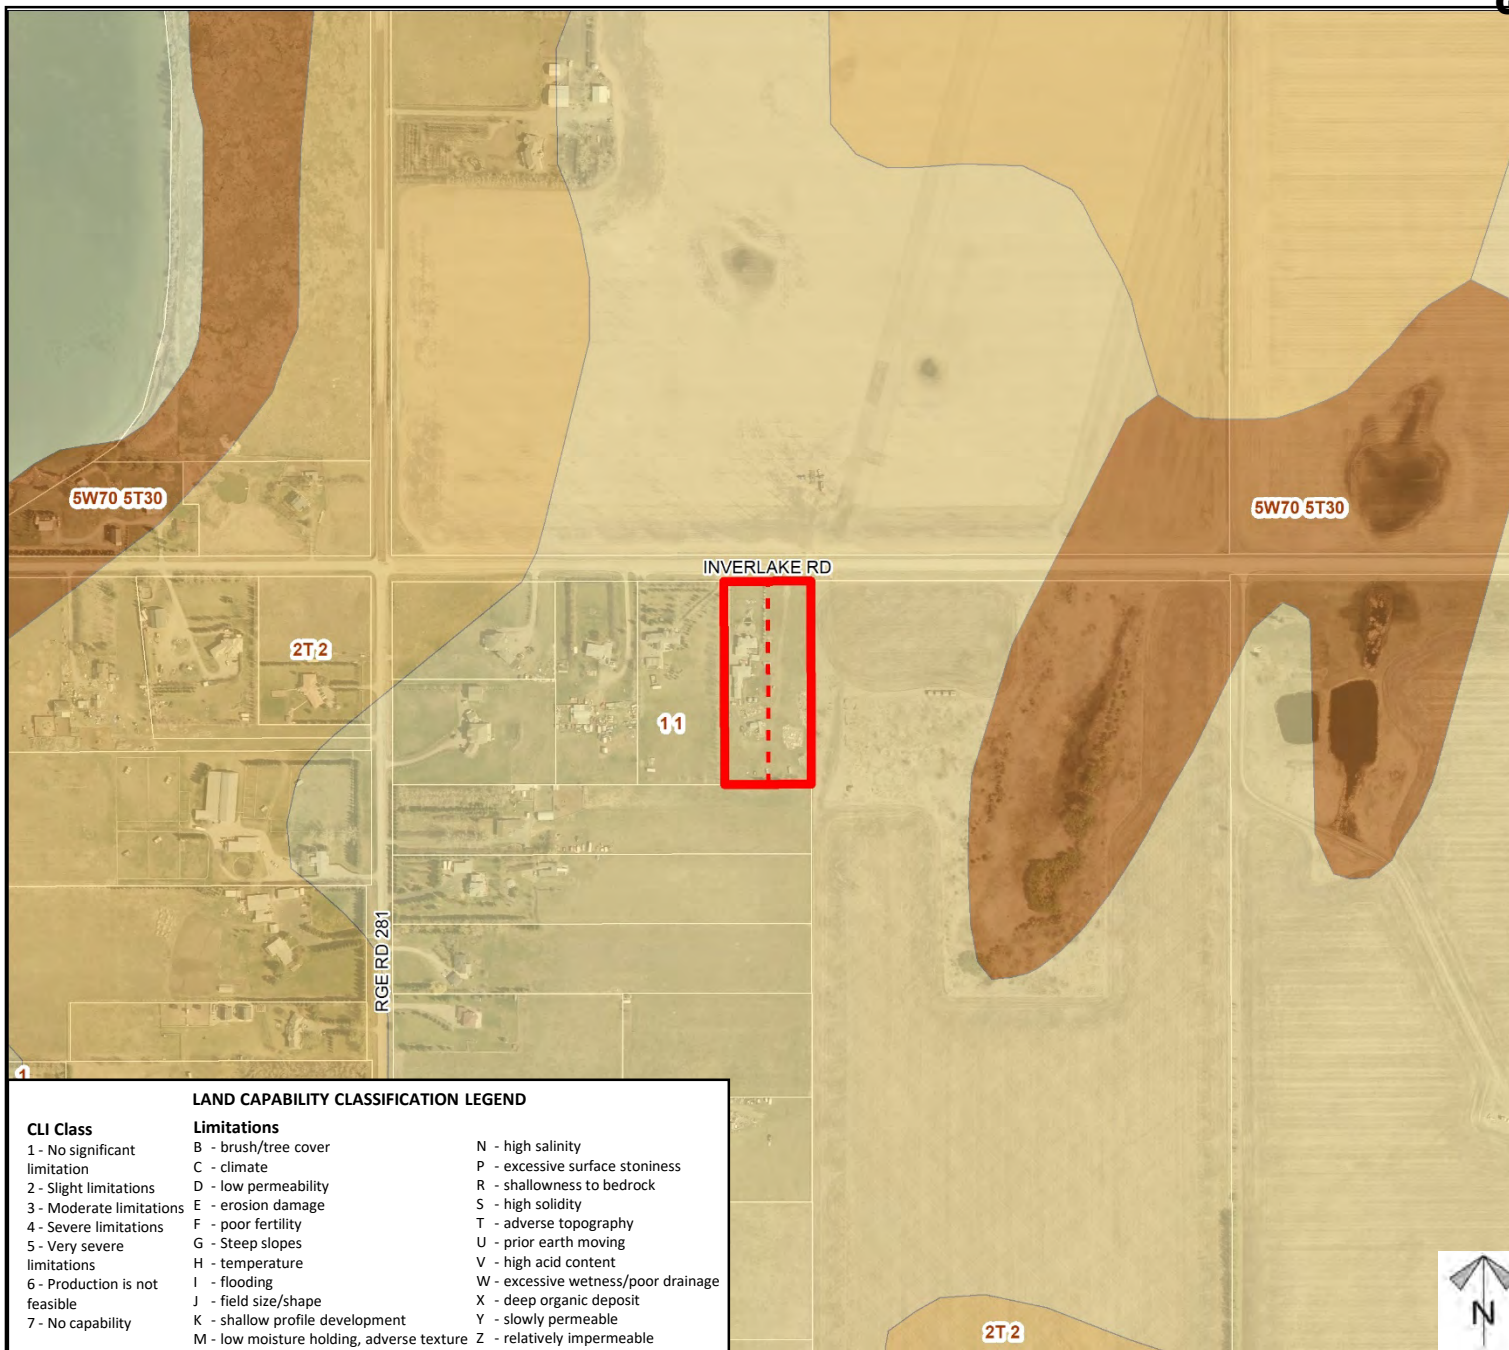 5W70 5T30
5W70 5T30
INVERLAKE RD
2T 2
1 1
RGE RD 281
1
LAND CAPABILITY CLASSIFICATION LEGEND
CLI Class
1 - No significant
limitation
2 - Slight limitations
3 - Moderate limitations
4 - Severe limitations
5 - Very severe
limitations
6 - Production is not
feasible
7 - No capability
Limitations
B - brush/tree cover
C - climate
D - low permeability
E - erosion damage
F - poor fertility
G - Steep slopes
H - temperature
I - flooding
J - field size/shape
K - shallow profile development
M - low moisture holding, adverse texture
N - high salinity
P - excessive surface stoniness
R - shallowness to bedrock
S - high solidity
T - adverse topography
U - prior earth moving
V - high acid content
W - excessive wetness/poor drainage
X - deep organic deposit
Y - slowly permeable
Z - relatively impermeable
2T 2
N